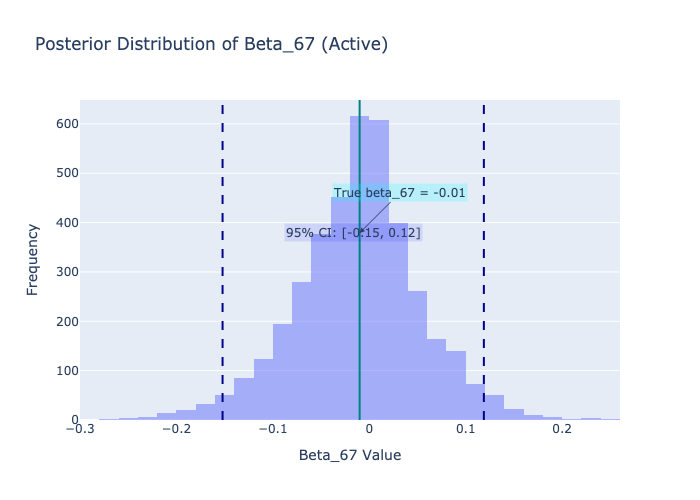 Posterior Distribution of Beta_67 (Active)
600
500
400
300
200
100
0
Frequency
True beta_67 = -0.01
95% CI: [-0.15, 0.12]
−0.3
−0.2
−0.1
0
0.1
0.2
Beta_67 Value